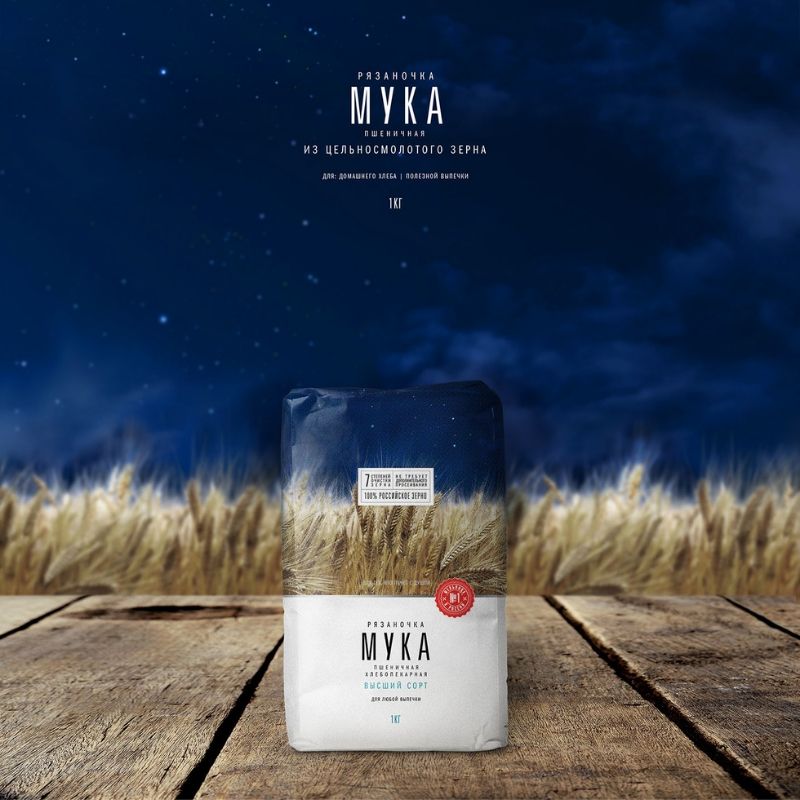 РЯЗАНОЧКА
МУКА
ПШЕНИЧНАЯ
ИЗ ЦЕЛЬНОСМОЛОТОГО ЗЕРНА
ДЛЯ: ДОМАШНЕГО ХЛЕБА | ПОЛЕЗНОЙ ВЫПЕЧКИ
1КГ
7 СТЕПЕНЕЙ ОЧИСТКИ ЗЕРНА
НЕ ТРЕБУЕТ ДОПОЛНИТЕЛЬНОГО ПРОСЕИВАНИЯ
100% РОССИЙСКОЕ ЗЕРНО
№1
РЯЗАНОЧКА
МУКА
ПШЕНИЧНАЯ
ХЛЕБОПЕКАРНАЯ
ВЫСШИЙ СОРТ
ДЛЯ ЛЮБОЙ ВЫПЕЧКИ
1КГ